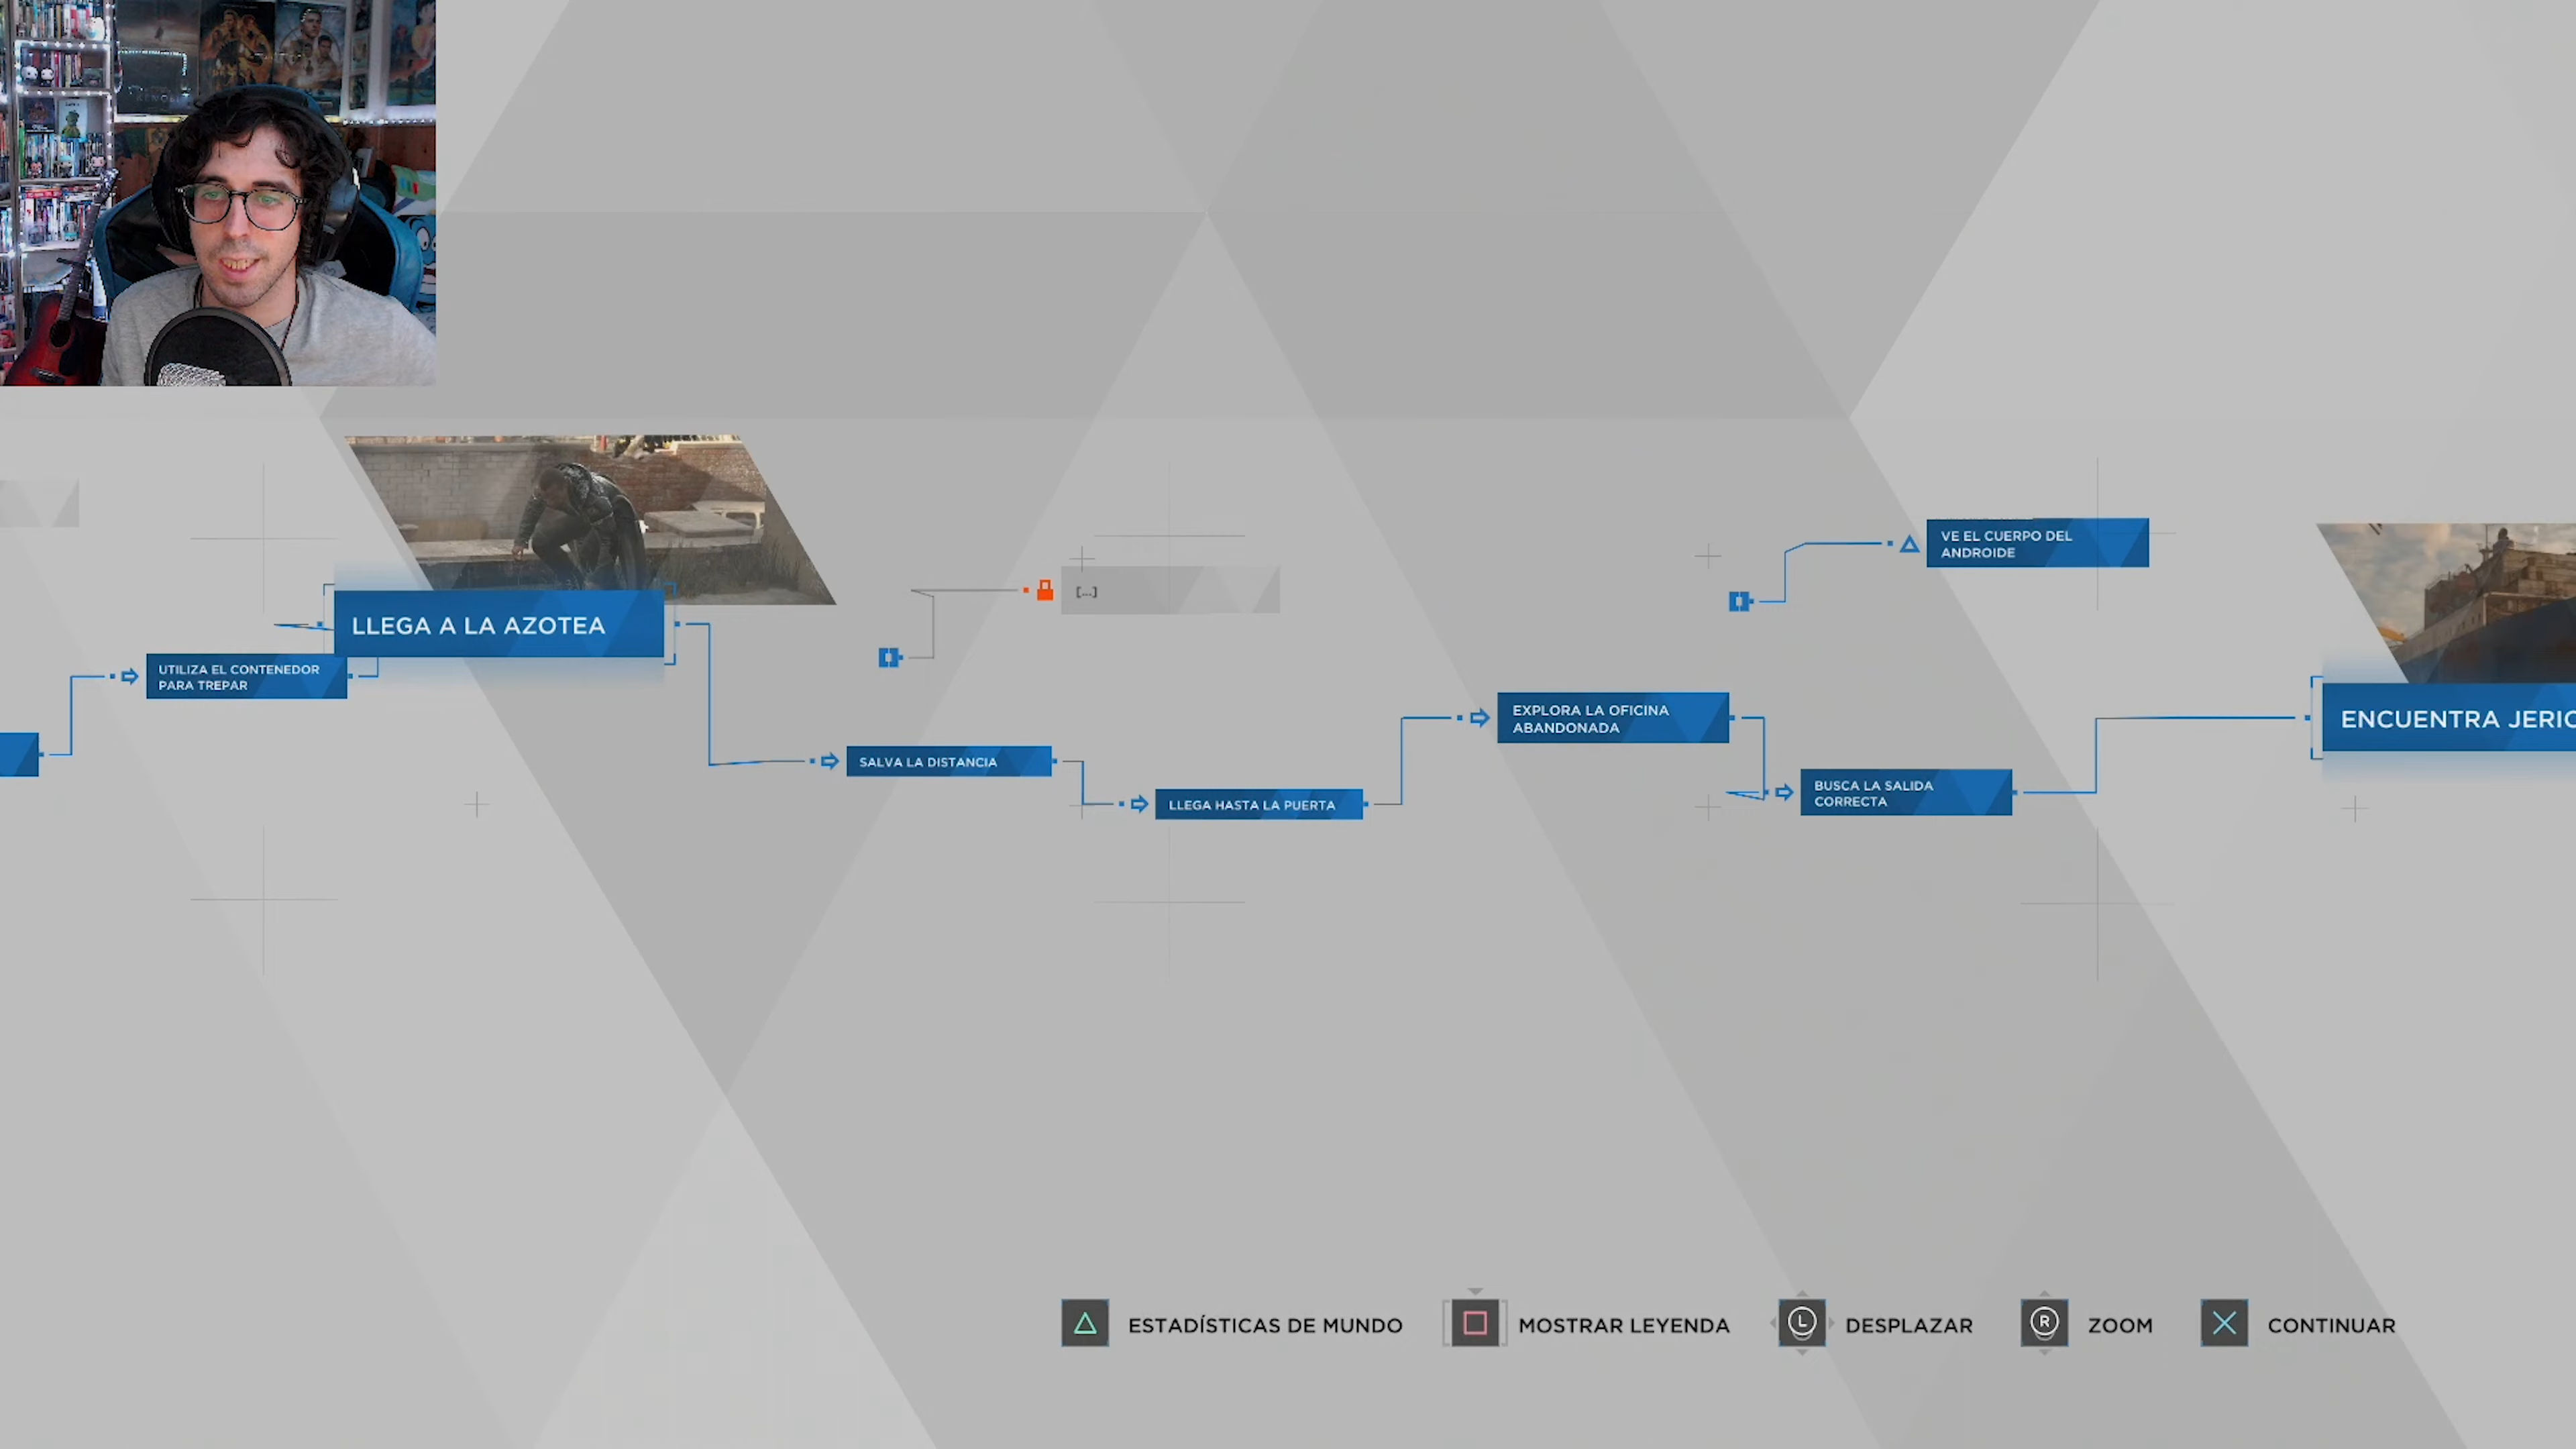 VE EL CUERPO DEL
ANDROIDE
[...]
LLEGA A LA AZOTEA
UTILIZA EL CONTENEDOR
PARA TREPAR
EXPLORA LA OFICINA
ABANDONADA
ENCUENTRA JERIC
SALVA LA DISTANCIA
BUSCA LA SALIDA
CORRECTA
LLEGA HASTA LA PUERTA
ESTADÍSTICAS DE MUNDO
MOSTRAR LEYENDA
L DESPLAZAR
R ZOOM
CONTINUAR